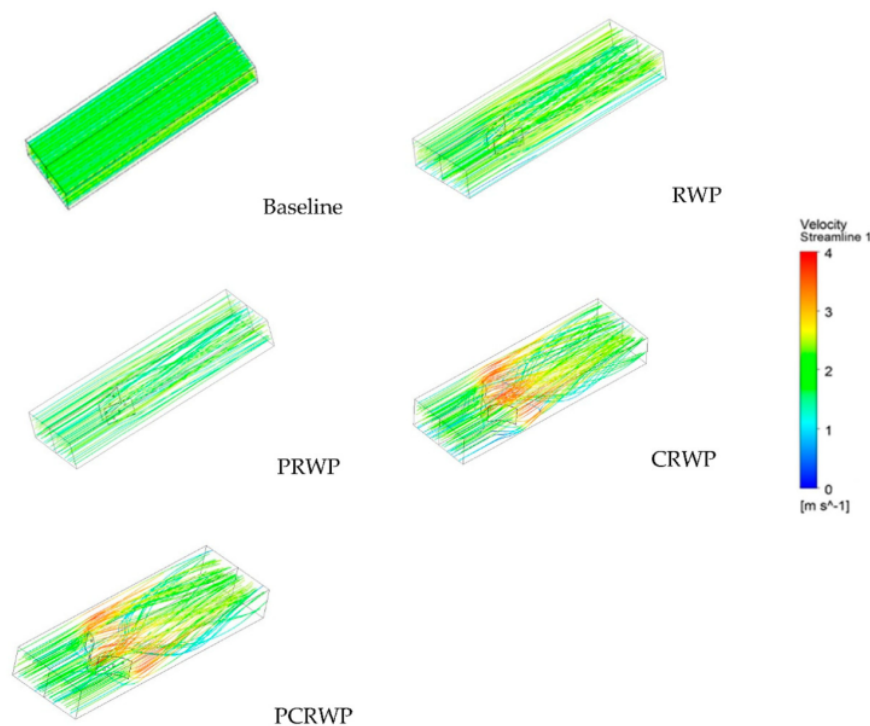 Baseline
RWP
Velocity
Streamline 1
4
3
2
1
0
[m s^-1]
PRWP
CRWP
PCRWP